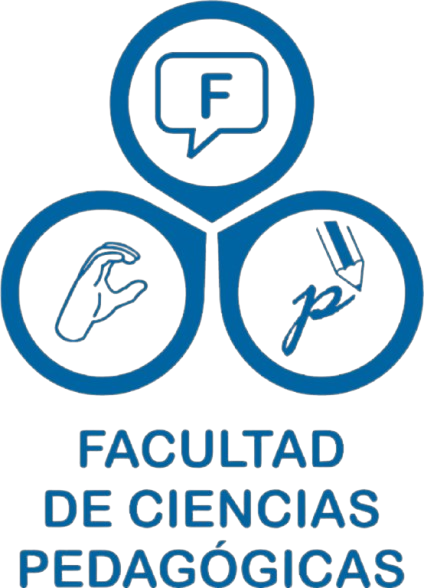 F
p
FACULTAD
DE CIENCIAS
PEDAGÓGICAS